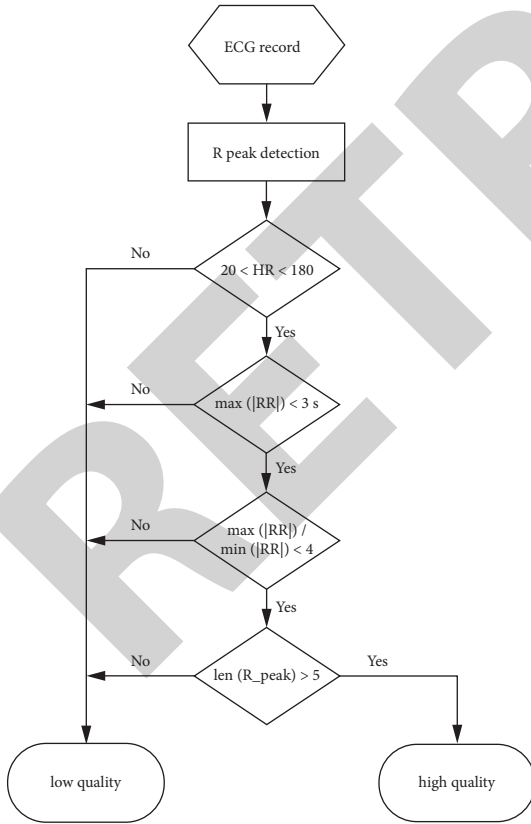 ECG record
R peak detection
20 < HR < 180
No
Yes
max (|RR|) < 3 s
No
Yes
max (|RR|) /
min (|RR|) < 4
No
Yes
len (R_peak) > 5
No
Yes
low quality
high quality
RETR